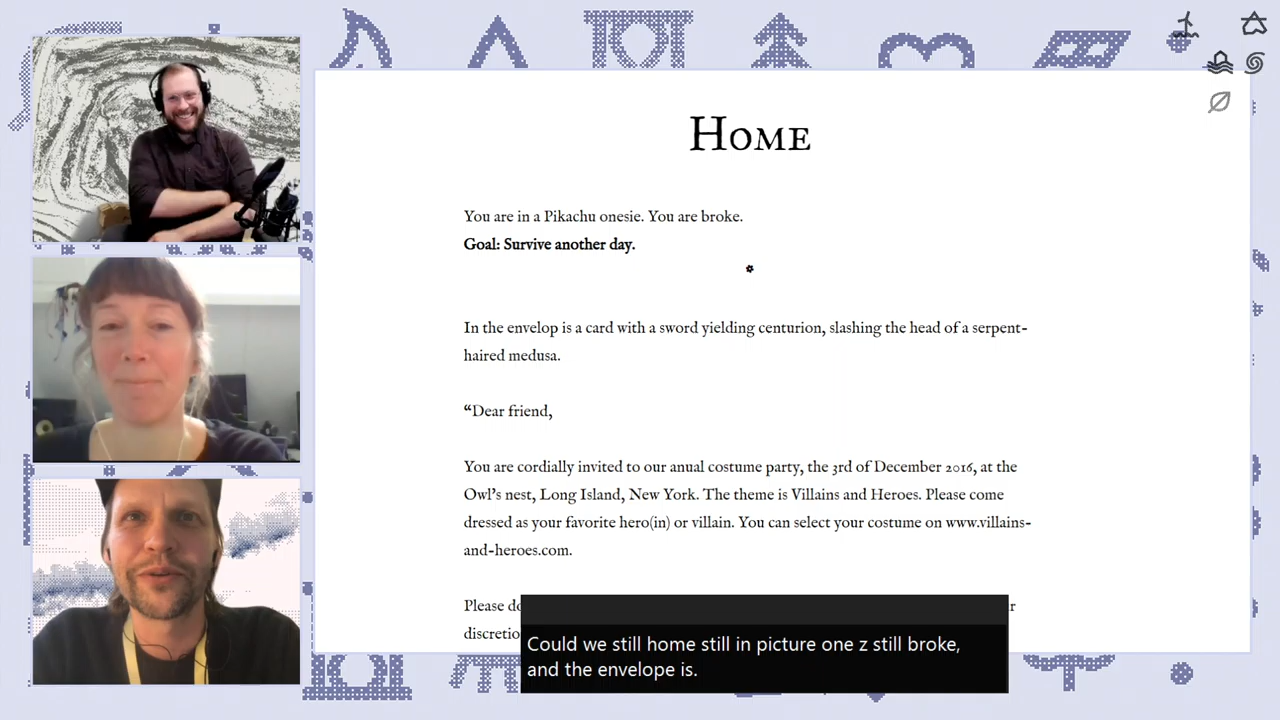 Home
You are in a Pikachu onesie. You are broke.
Goal: Survive another day.
In the envelop is a card with a sword yielding centurion, slashing the head of a serpent-
haired medusa.
“Dear friend,
You are cordially invited to our anual costume party, the 3rd of December 2016, at the
Owl's nest, Long Island, New York. The theme is Villains and Heroes. Please come
dressed as your favorite hero(in) or villain. You can select your costume on www.villains-
and-heroes.com.
Please
Could we still home still in picture one z still broke,
and the envelope is.